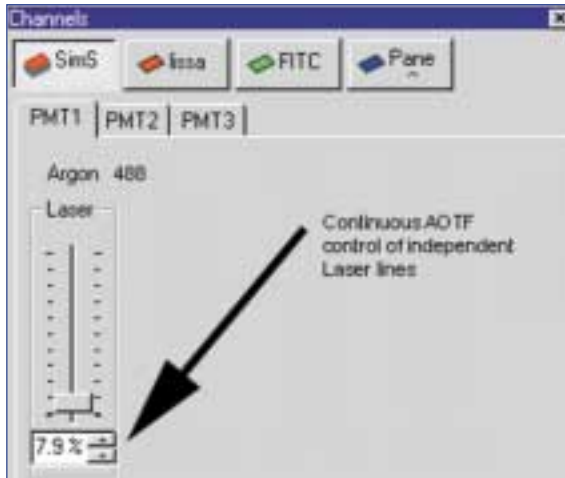 Channels
SimS lissa FITC Pane
PMT1 PMT2 PMT3
Argon 488
Laser
Continuous AOTF
control of independent
Laser lines
7.9 %